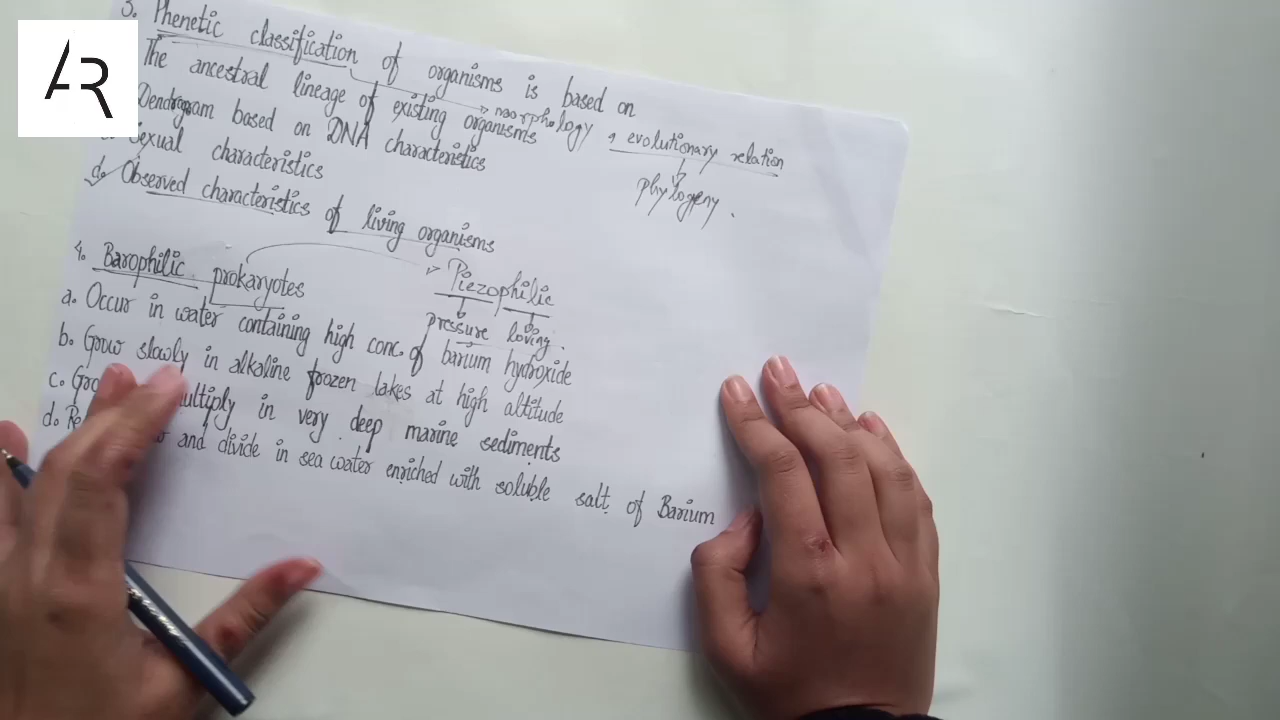 AR
3. Phenetic classification of organisms is based on
The ancestral lineage of existing organisms
→ morphology, evolutionary relation
phylogeny.
Dendrogram based on DNA characteristics
Sexual characteristics
d. Observed characteristics of living organisms
4. Barophilic prokaryotes
Piezophilic
pressure loving.
a. Occur in water containing high conc. of barium hydroxide
b. Grow slowly in alkaline frozen lakes at high altitude
c. multiply in very deep marine sediments
d. and divide in sea water enriched with soluble salt of Barium